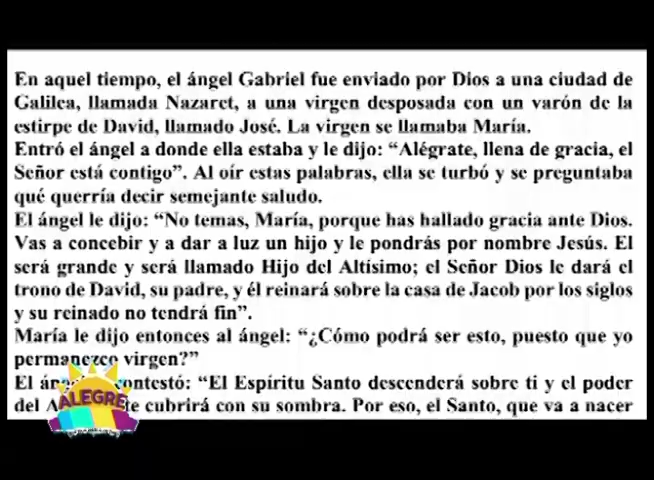 En aquel tiempo, el ángel Gabriel fue enviado por Dios a una ciudad de
Galilea, llamada Nazaret, a una virgen desposada con un varón de la
estirpe de David, llamado José. La virgen se llamaba María.
Entró el ángel a donde ella estaba y le dijo: “Alégrate, llena de gracia, el
Señor está contigo”. Al oír estas palabras, ella se turbó y se preguntaba
qué querría decir semejante saludo.
El ángel le dijo: “No temas, María, porque has hallado gracia ante Dios.
Vas a concebir y a dar a luz un hijo y le pondrás por nombre Jesús. El
será grande y será llamado Hijo del Altísimo; el Señor Dios le dará el
trono de David, su padre, y él reinará sobre la casa de Jacob por los siglos
y su reinado no tendrá fin”.
María le dijo entonces al ángel: “¿Cómo podrá ser esto, puesto que yo
permanezco virgen?”
El contestó: “El Espíritu Santo descenderá sobre ti y el poder
del te cubrirá con su sombra. Por eso, el Santo, que va a nacer
ALEGRE